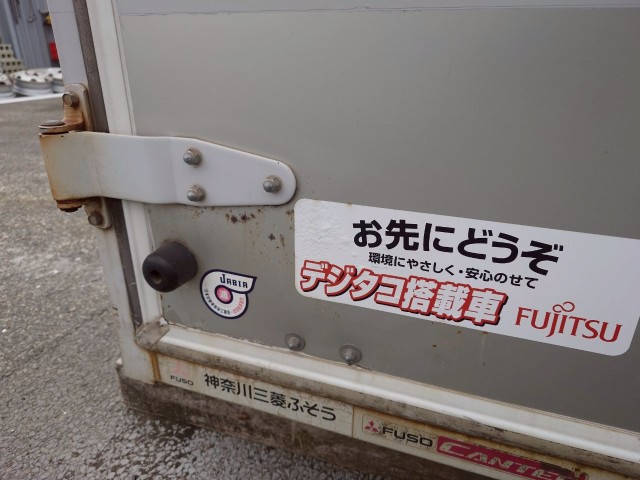 お先にどうぞ
環境にやさしく・安心のせて
デジタコ搭載車 FUJITSU
JABIA
FUSO 神奈川三菱ふそう
FUSO CANTER